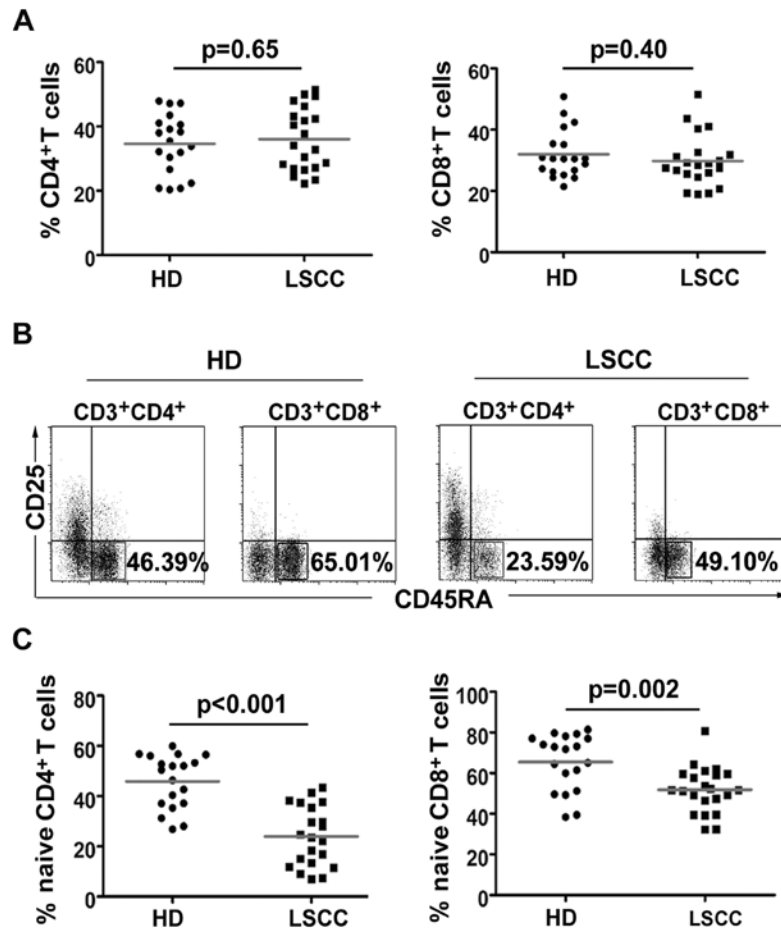 A
p=0.65
% CD4+T cells
60
40
20
0
HD
LSCC
p=0.40
% CD8+T cells
60
40
20
0
HD
LSCC
B
HD
LSCC
CD3+CD4+
CD3+CD8+
CD3+CD4+
CD3+CD8+
CD25
46.39%
65.01%
23.59%
49.10%
CD45RA
C
p<0.001
% naive CD4+T cells
80
60
40
20
0
HD
LSCC
p=0.002
% naive CD8+T cells
100
80
60
40
20
0
HD
LSCC